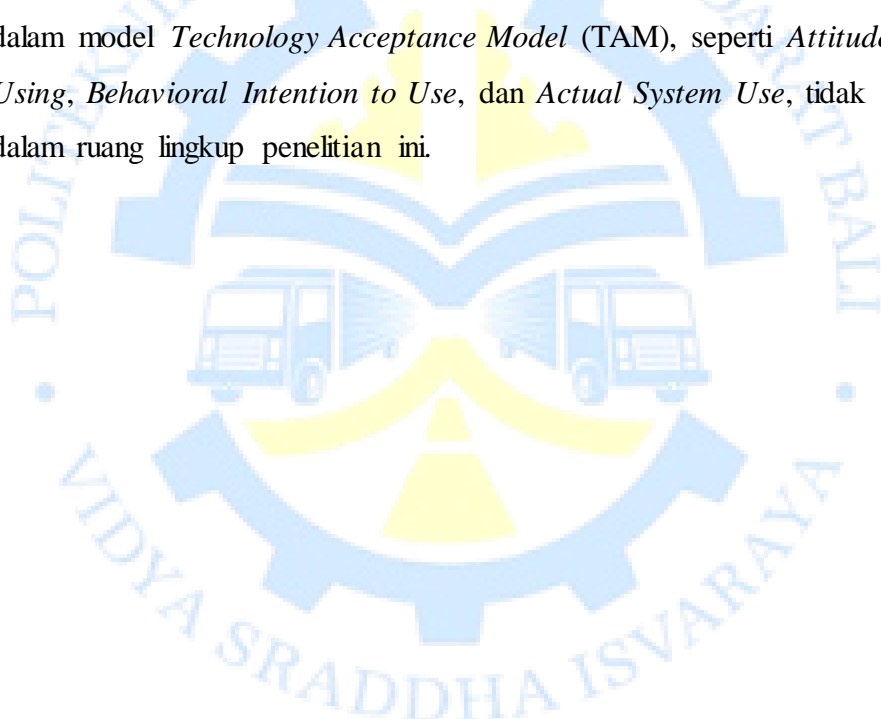 dalam model Technology Acceptance Model (TAM), seperti Attitude
Using, Behavioral Intention to Use, dan Actual System Use, tidak
dalam ruang lingkup penelitian ini.
BALI
VIDYA SRADDHA ISVARAYA